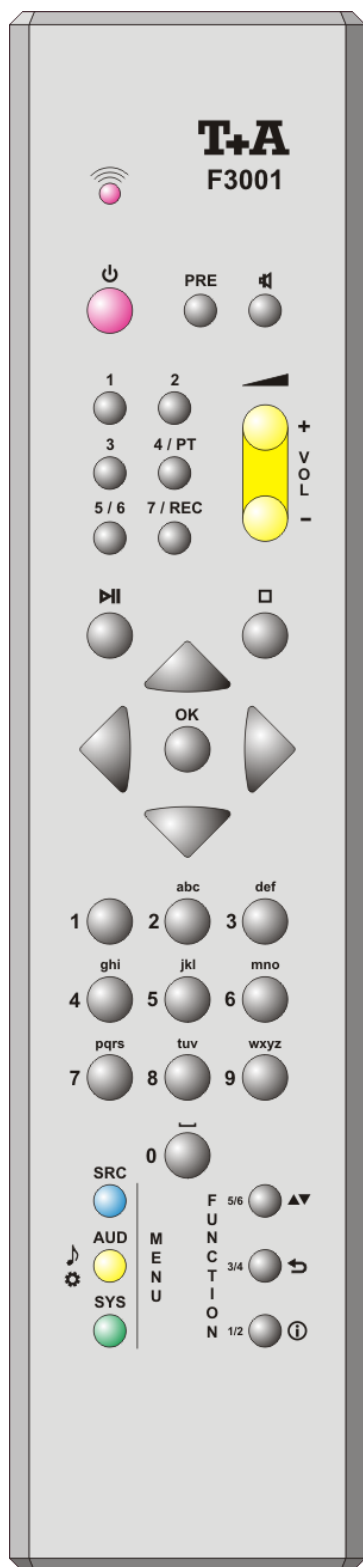 T+A
F3001
PRE
1 2
3 4 / PT
5 / 6 7 / REC
+
VOL
-
OK
abc def
1 2 3
ghi jkl mno
4 5 6
pqrs tuv wxyz
7 8 9
0
SRC
AUD
SYS
MENU
FUNCTION
5/6
3/4
1/2